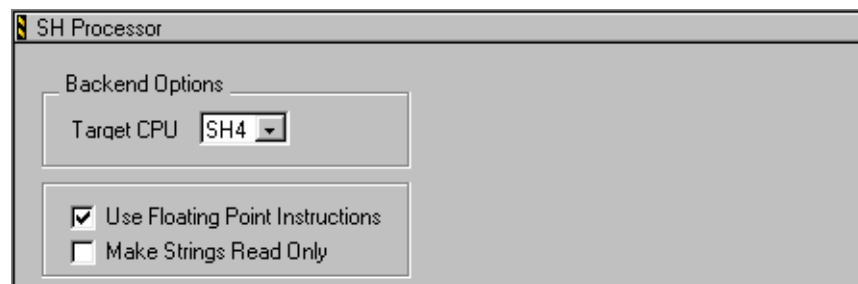 SH Processor
Backend Options
Target CPU SH4
Use Floating Point Instructions
Make Strings Read Only